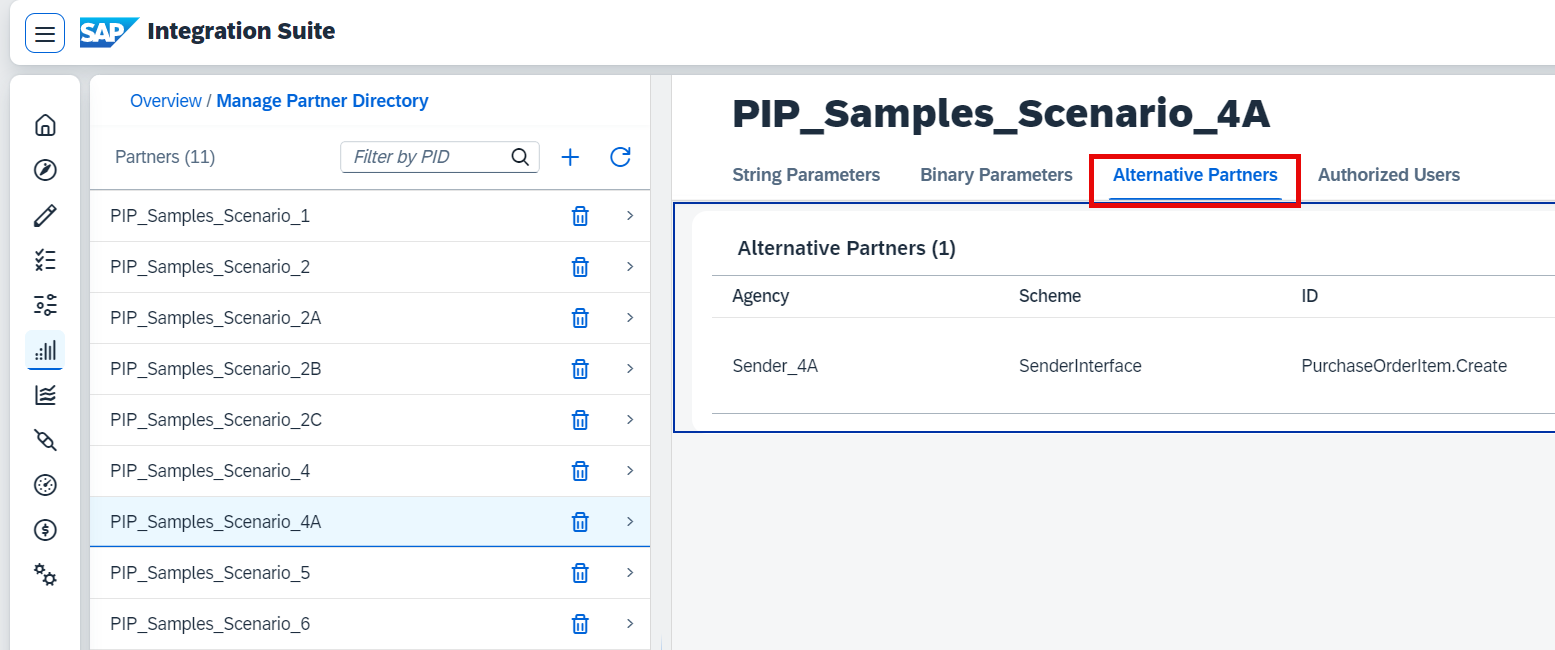 SAP Integration Suite
Overview / Manage Partner Directory
Partners (11)
Filter by PID
PIP_Samples_Scenario_1
PIP_Samples_Scenario_2
PIP_Samples_Scenario_2A
PIP_Samples_Scenario_2B
PIP_Samples_Scenario_2C
PIP_Samples_Scenario_4
PIP_Samples_Scenario_4A
PIP_Samples_Scenario_5
PIP_Samples_Scenario_6
PIP_Samples_Scenario_4A
String Parameters Binary Parameters Alternative Partners Authorized Users
Alternative Partners (1)
Agency Scheme ID
Sender_4A SenderInterface PurchaseOrderItem.Create